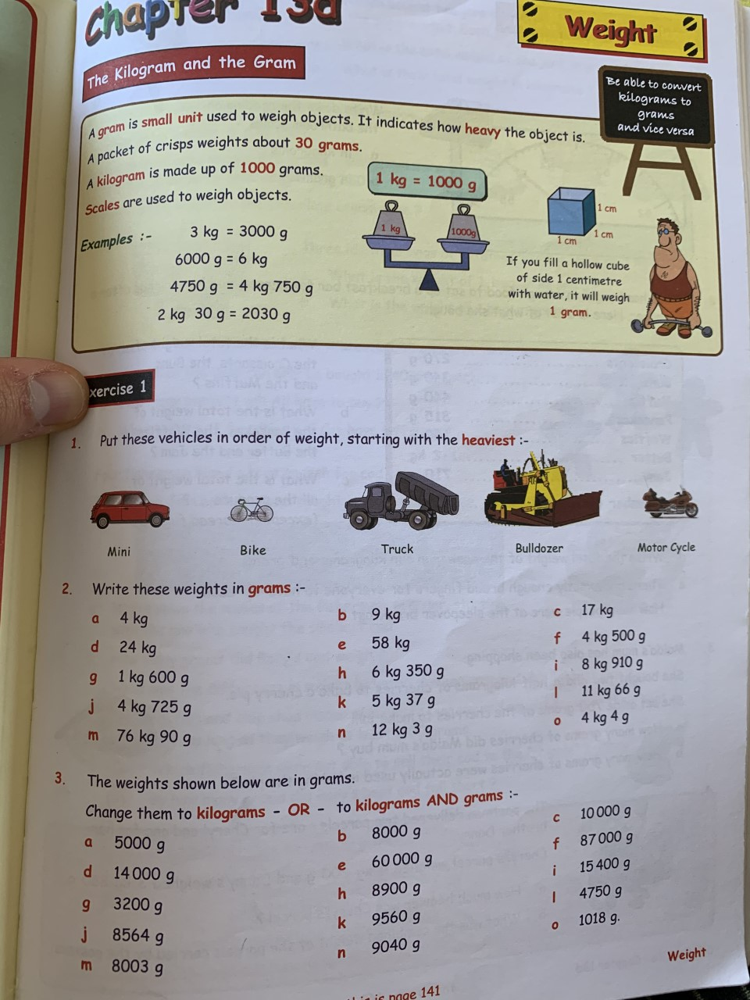 Chapter 13a
Weight
The Kilogram and the Gram
Be able to convert
kilograms to
grams
and vice versa
A gram is small unit used to weigh objects. It indicates how heavy the object is.
A packet of crisps weights about 30 grams.
A kilogram is made up of 1000 grams.
Scales are used to weigh objects.
1 kg = 1000 g
1 kg
1000g
1 cm
1 cm
1 cm
Examples :-
3 kg = 3000 g
6000 g = 6 kg
4750 g = 4 kg 750 g
2 kg 30 g = 2030 g
If you fill a hollow cube
of side 1 centimetre
with water, it will weigh
1 gram.
xercise 1
1. Put these vehicles in order of weight, starting with the heaviest :-
Mini Bike Truck Bulldozer Motor Cycle
2. Write these weights in grams :-
a 4 kg b 9 kg c 17 kg
d 24 kg e 58 kg f 4 kg 500 g
g 1 kg 600 g h 6 kg 350 g i 8 kg 910 g
j 4 kg 725 g k 5 kg 37 g l 11 kg 66 g
m 76 kg 90 g n 12 kg 3 g o 4 kg 4 g
3. The weights shown below are in grams.
Change them to kilograms - OR - to kilograms AND grams :-
a 5000 g b 8000 g c 10 000 g
d 14 000 g e 60 000 g f 87 000 g
g 3200 g h 8900 g i 15 400 g
j 8564 g k 9560 g l 4750 g
m 8003 g n 9040 g o 1018 g.
this is page 141
Weight